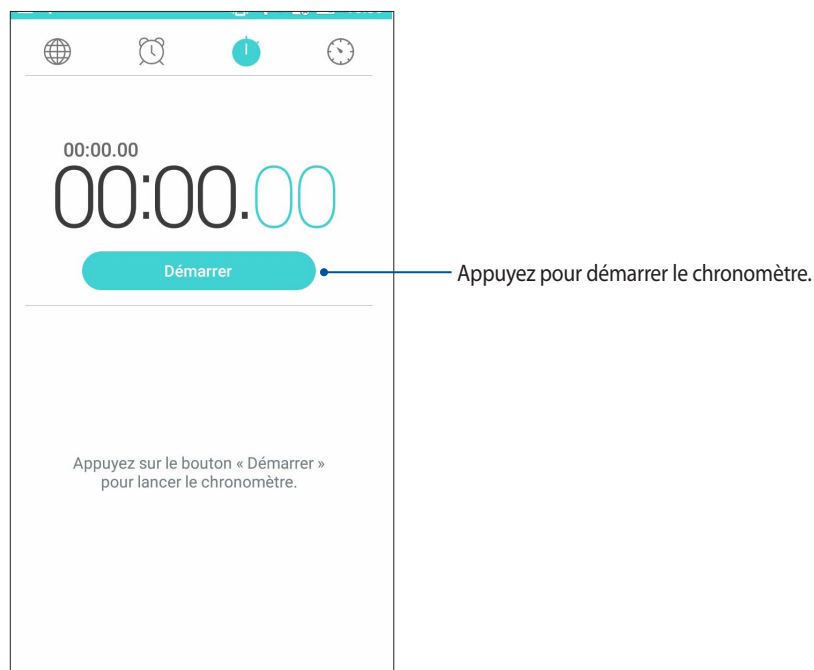 00:00.00
00:00.00
Démarrer
Appuyez pour démarrer le chronomètre.
Appuyez sur le bouton « Démarrer »
pour lancer le chronomètre.